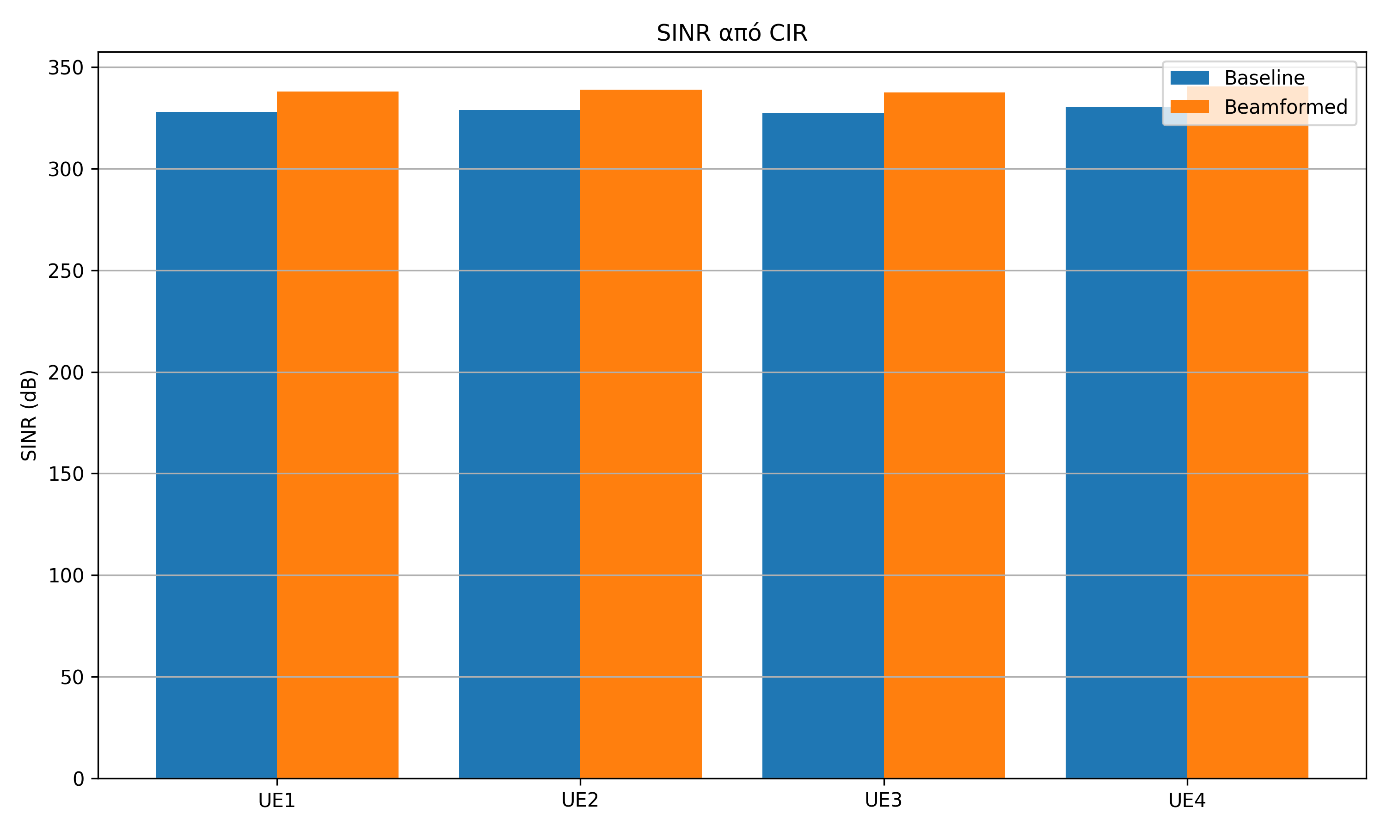 SINR από CIR
350
300
250
200
150
100
50
0
SINR (dB)
Baseline
Beamformed
UE1 UE2 UE3 UE4